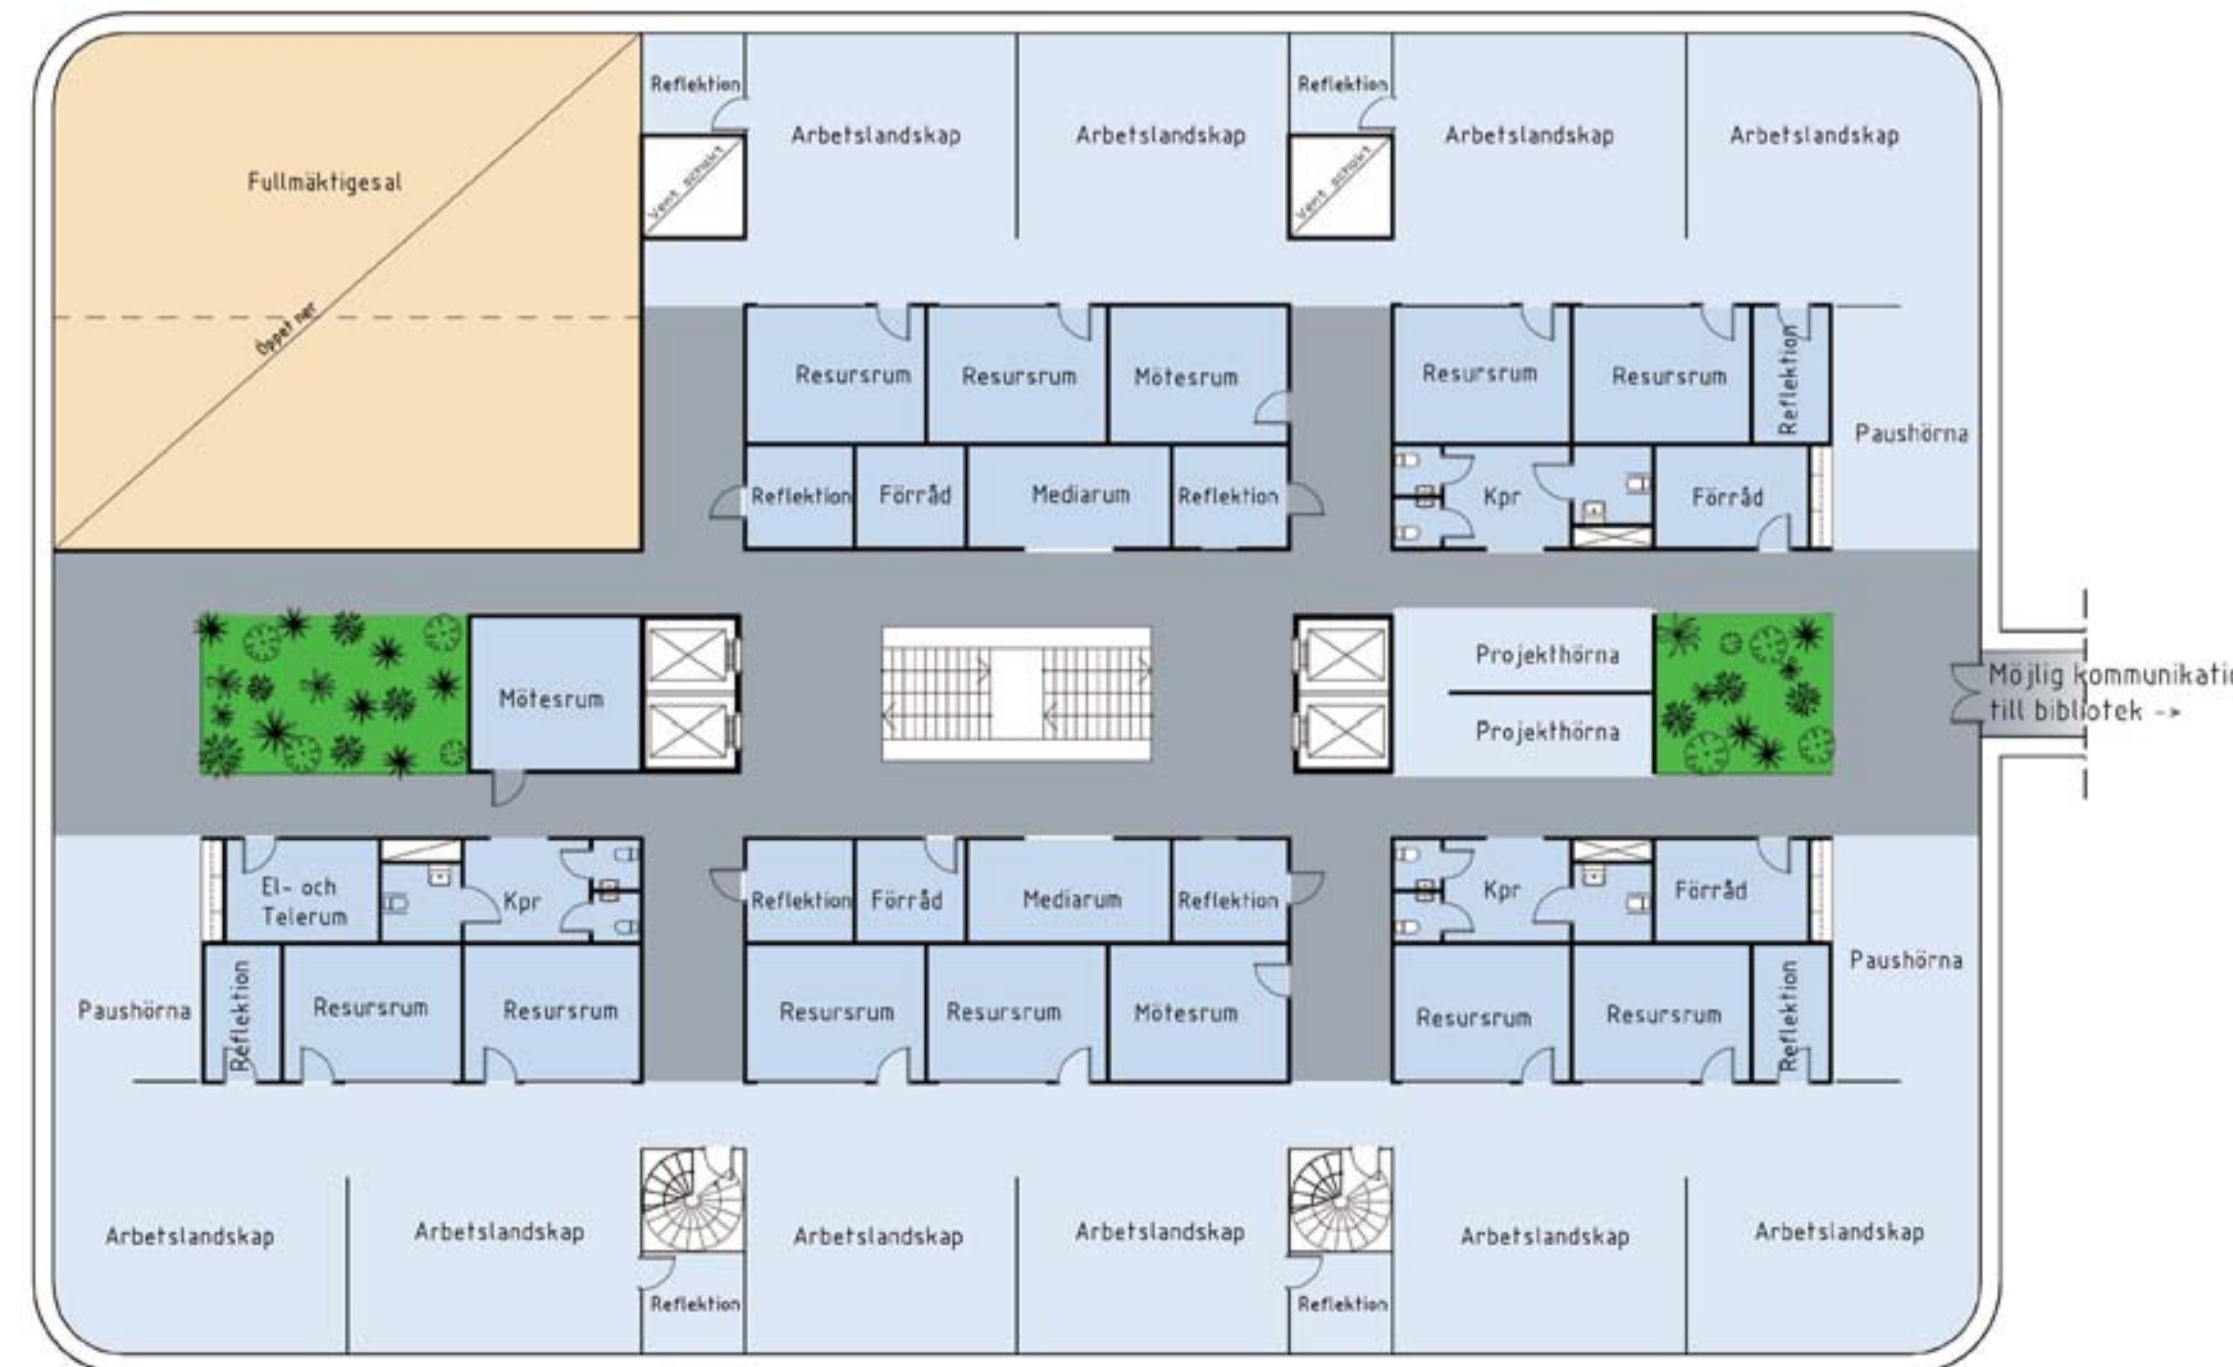 Reflektion
Reflektion
Arbetslandskap
Arbetslandskap
Arbetslandskap
Arbetslandskap
Fullmäktigesal
Vent schakt
Vent schakt
Öppet ner
Resursrum
Resursrum
Mötesrum
Resursrum
Resursrum
Reflektion
Paushörna
Reflektion
Förråd
Mediarum
Reflektion
Kpr
Förråd
Mötesrum
Projekthörna
Projekthörna
Möjlig kommunikatio
till bibliotek ->
El- och
Telerum
Kpr
Reflektion
Förråd
Mediarum
Reflektion
Kpr
Förråd
Paushörna
Paushörna
Reflektion
Resursrum
Resursrum
Resursrum
Resursrum
Mötesrum
Resursrum
Resursrum
Reflektion
Arbetslandskap
Arbetslandskap
Arbetslandskap
Arbetslandskap
Arbetslandskap
Arbetslandskap
Reflektion
Reflektion